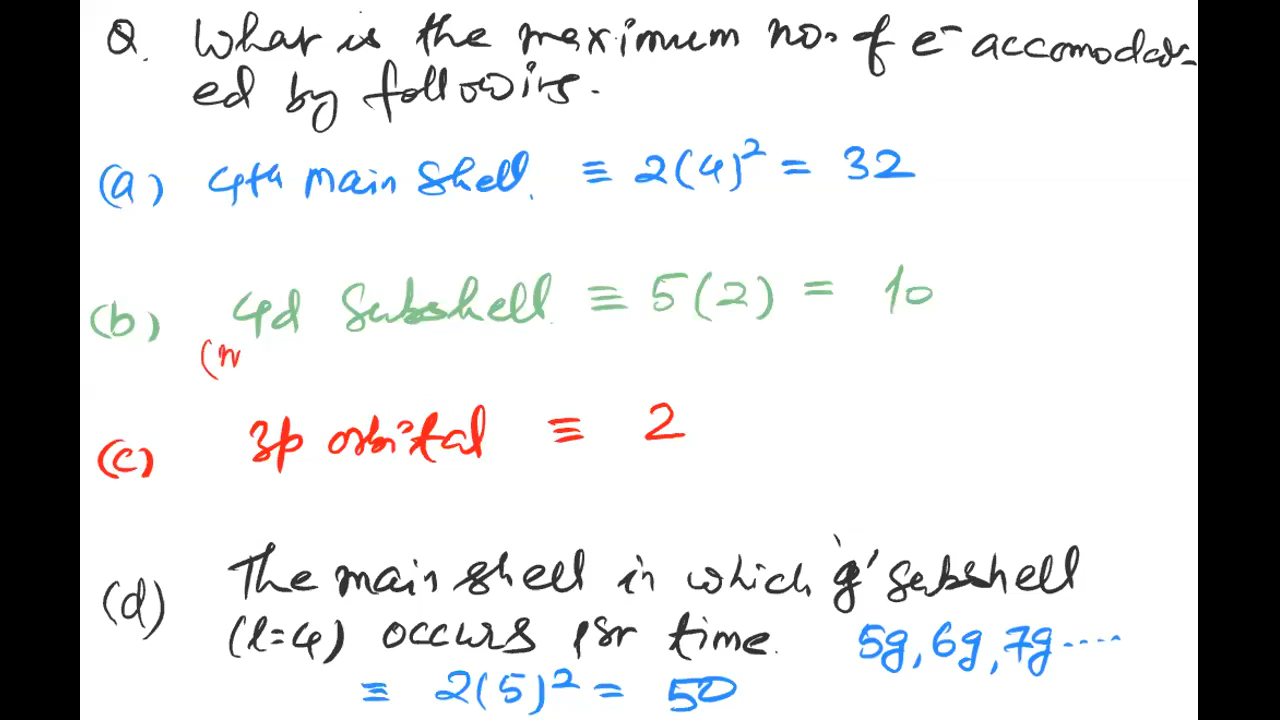 Q. What is the maximum no. of e⁻ accomodat-
ed by following.
(a) 4th main shell. ≡ 2(4)² = 32
(b) 4d subshell ≡ 5(2) = 10
(n
(c) 3p orbital ≡ 2
(d) The main shell in which 'g' subshell
(l=4) occurs Ist time. 5g, 6g, 7g ....
≡ 2(5)² = 50